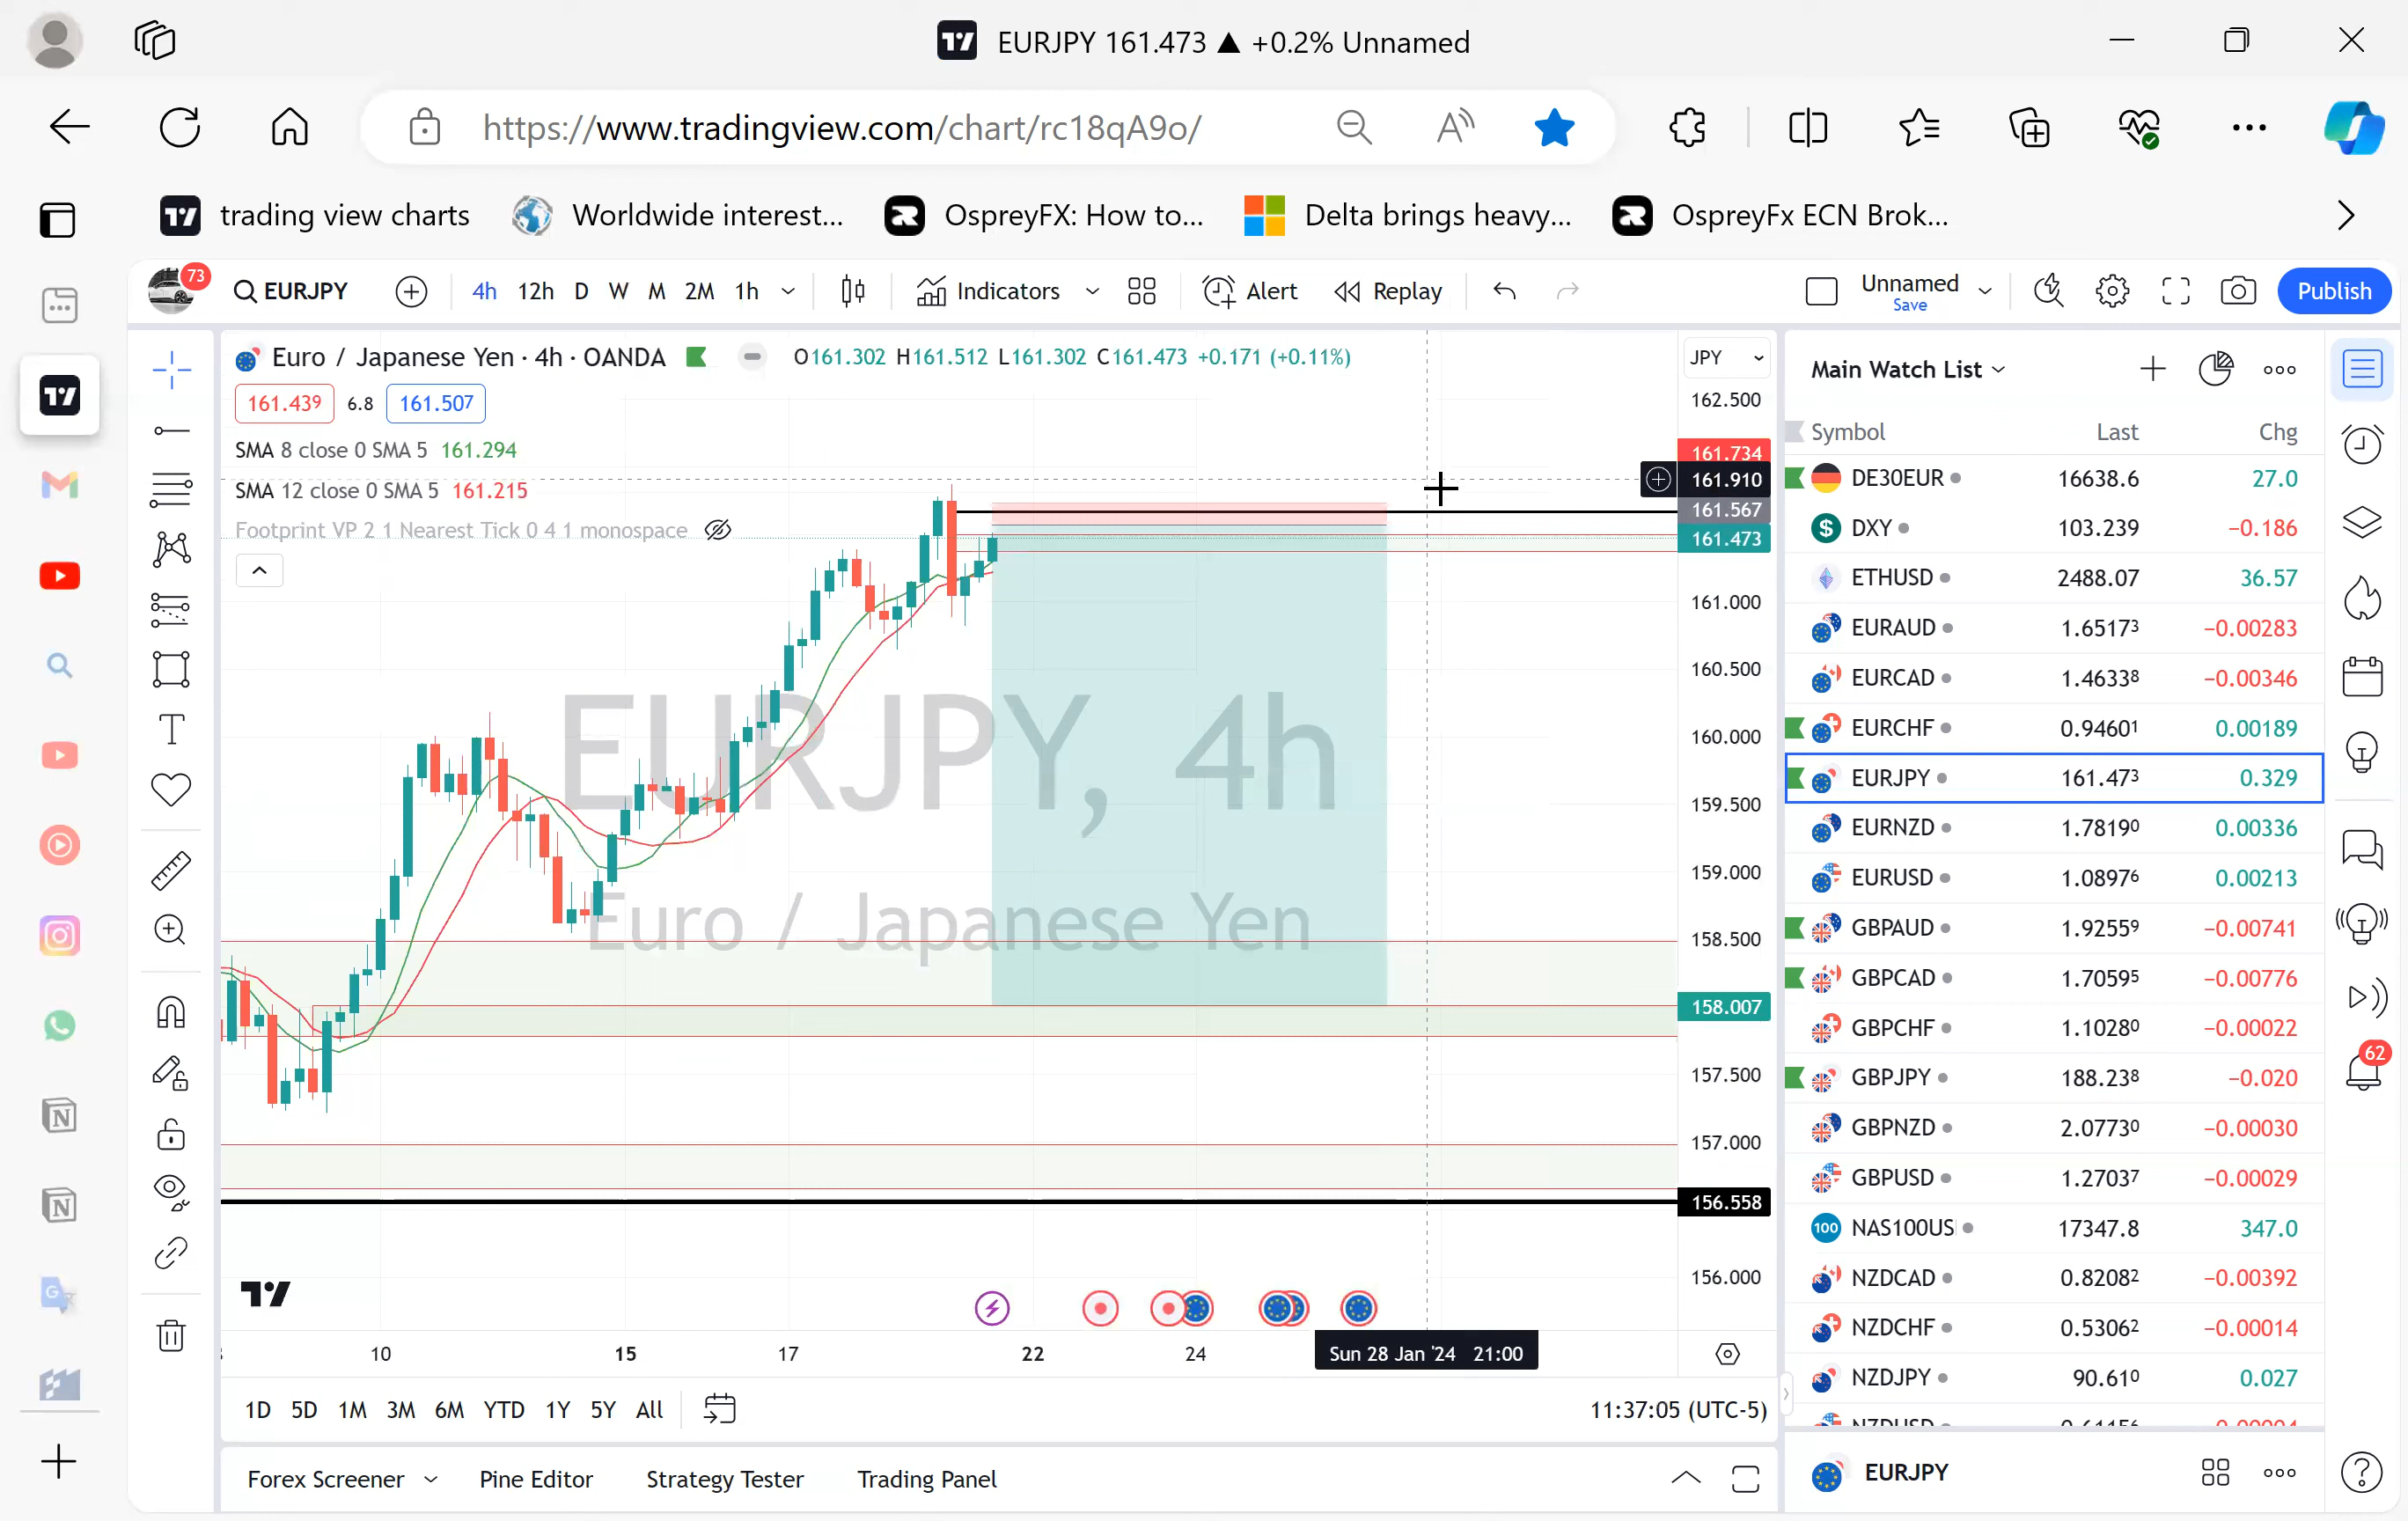 EURJPY 161.473 ▲ +0.2% Unnamed
https://www.tradingview.com/chart/rc18qA9o/
trading view charts Worldwide interest... OspreyFX: How to... Delta brings heavy,... OspreyFx ECN Brok...
73 EURJPY 4h 12h D W M 2M 1h Indicators Alert Replay Unnamed Save Publish
Euro / Japanese Yen · 4h · OANDA O161.302 H161.512 L161.302 C161.473 +0.171 (+0.11%)
161.439 6.8 161.507
SMA 8 close 0 SMA 5 161.294
SMA 12 close 0 SMA 5 161.215
Footprint VP 2 1 Nearest Tick 0 4 1 monospace
EURJPY, 4h
Euro / Japanese Yen
JPY
162.500
161.734
161.910
161.567
161.473
161.000
160.500
160.000
159.500
159.000
158.500
158.007
157.500
157.000
156.558
156.000
10 15 17 22 24 Sun 28 Jan '24 21:00
1D 5D 1M 3M 6M YTD 1Y 5Y All 11:37:05 (UTC-5)
Forex Screener Pine Editor Strategy Tester Trading Panel
Main Watch List
Symbol Last Chg
DE30EUR 16638.6 27.0
DXY 103.239 −0.186
ETHUSD 2488.07 36.57
EURAUD 1.65173 −0.00283
EURCAD 1.46338 −0.00346
EURCHF 0.94601 0.00189
EURJPY 161.473 0.329
EURNZD 1.78190 0.00336
EURUSD 1.08976 0.00213
GBPAUD 1.92559 −0.00741
GBPCAD 1.70595 −0.00776
GBPCHF 1.10280 −0.00022
GBPJPY 188.238 −0.020
GBPNZD 2.07730 −0.00030
GBPUSD 1.27037 −0.00029
100 NAS100US 17347.8 347.0
NZDCAD 0.82082 −0.00392
NZDCHF 0.53062 −0.00014
NZDJPY 90.610 0.027
EURJPY
62